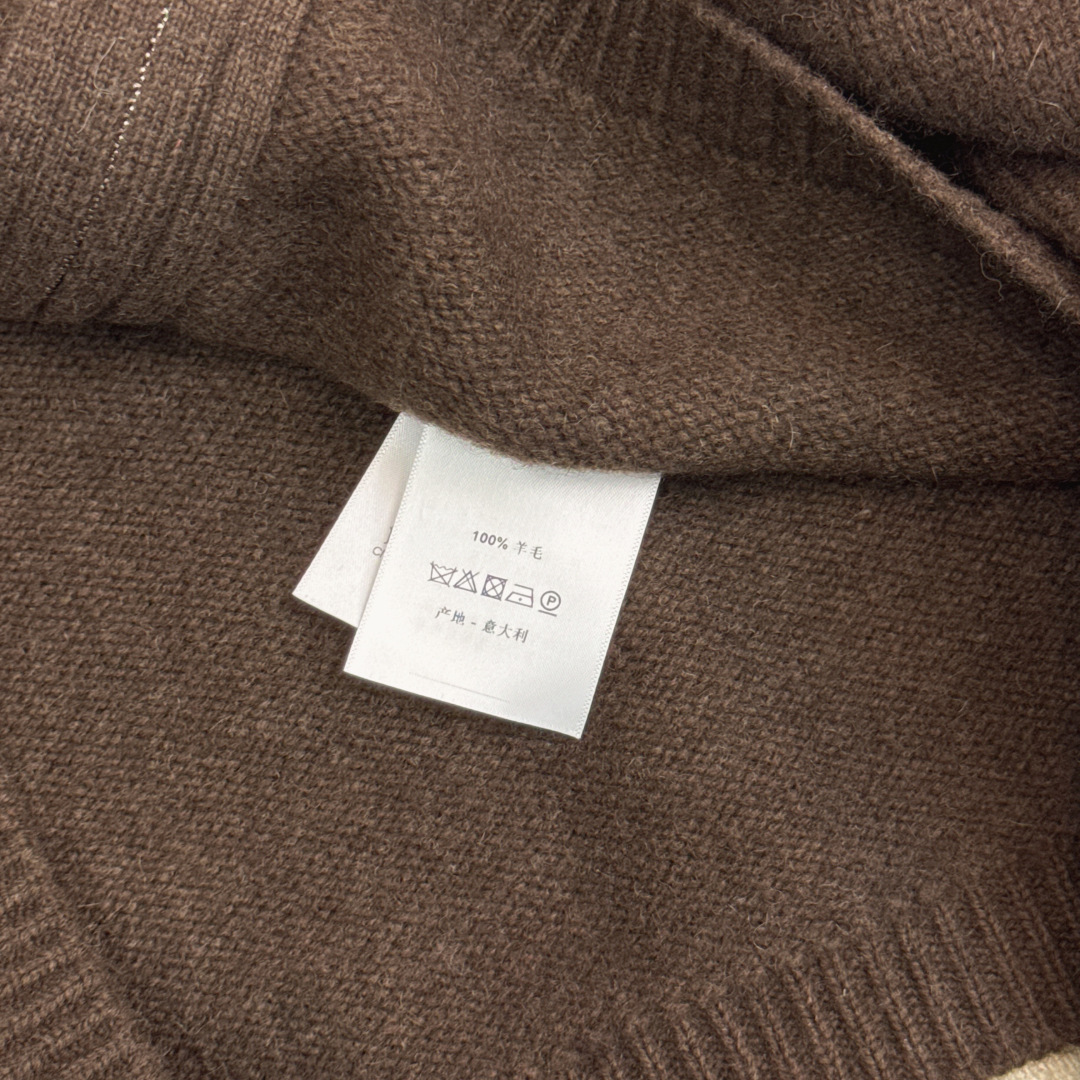 100% 羊毛
P
产地 - 意大利